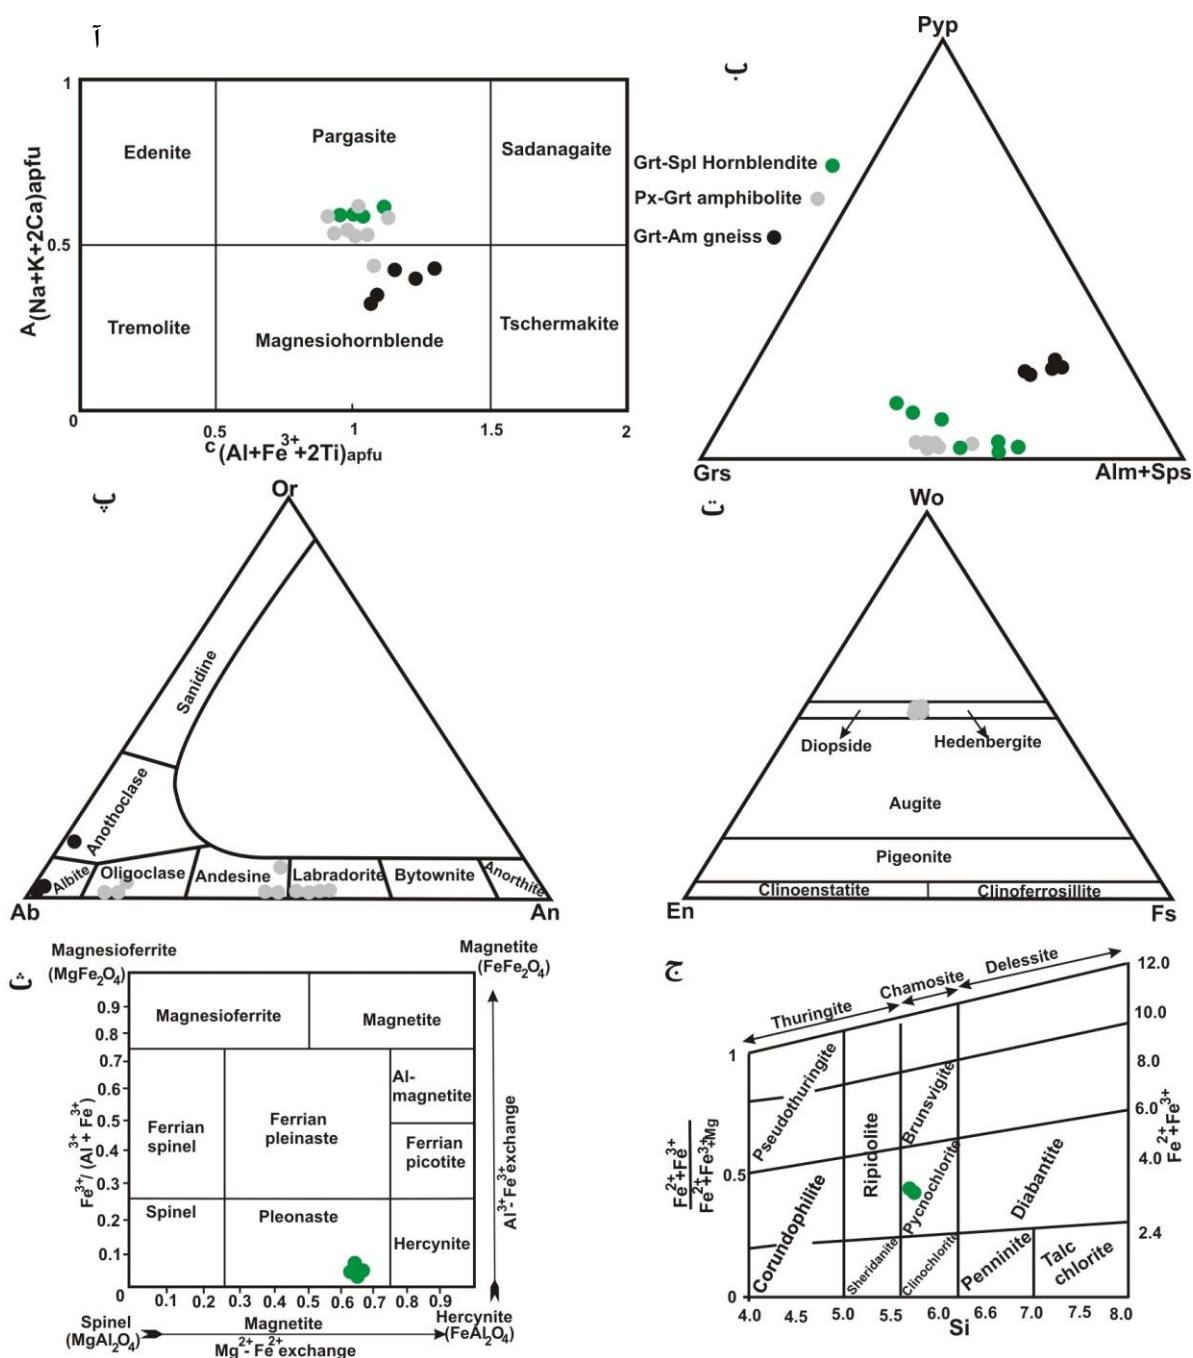 آ
1
0.5
0
A(Na+K+2Ca)apfu
Edenite
Pargasite
Sadanagaite
Tremolite
Magnesiohornblende
Tschermakite
0.5
1
1.5
2
C(Al+Fe3++2Ti)apfu
ب
Pyp
Grt-Spl Hornblendite
Px-Grt amphibolite
Grt-Am gneiss
Grs
Alm+Sps
پ
Or
Sanidine
Anothoclase
Albite
Oligoclase
Andesine
Labradorite
Bytownite
Anorthite
Ab
An
ت
Wo
Diopside
Hedenbergite
Augite
Pigeonite
Clinoenstatite
Clinoferrosillite
En
Fs
ث
Magnesioferrite
(MgFe2O4)
Magnetite
(FeFe2O4)
0.9
0.8
0.7
0.6
0.5
0.4
0.3
0.2
0.1
0
Fe3+/(Al3++Fe3+)
Magnesioferrite
Magnetite
Ferrian
spinel
Ferrian
pleinaste
Al-
magnetite
Ferrian
picotite
Spinel
Pleonaste
Hercynite
Al3+-Fe3+exchange
0.1
0.2
0.3
0.4
0.5
0.6
0.7
0.8
0.9
Spinel
(MgAl2O4)
Magnetite
Mg2+-Fe2+exchange
Hercynite
(FeAl2O4)
ج
Thuringite
Chamosite
Delessite
12.0
10.0
8.0
6.0
4.0
2.4
Fe2++Fe3+
1
0.5
0
Fe2++Fe3+
Fe2++Fe3++Mg
Pseudothuringite
Corundophilite
Ripidolite
Sheridanite
Brunsvigite
Pycnochlorite
Clinochlorite
Diabantite
Penninite
Talc
chlorite
4.0
4.5
5.0
5.6
6.0
6.6
7.0
7.5
8.0
Si